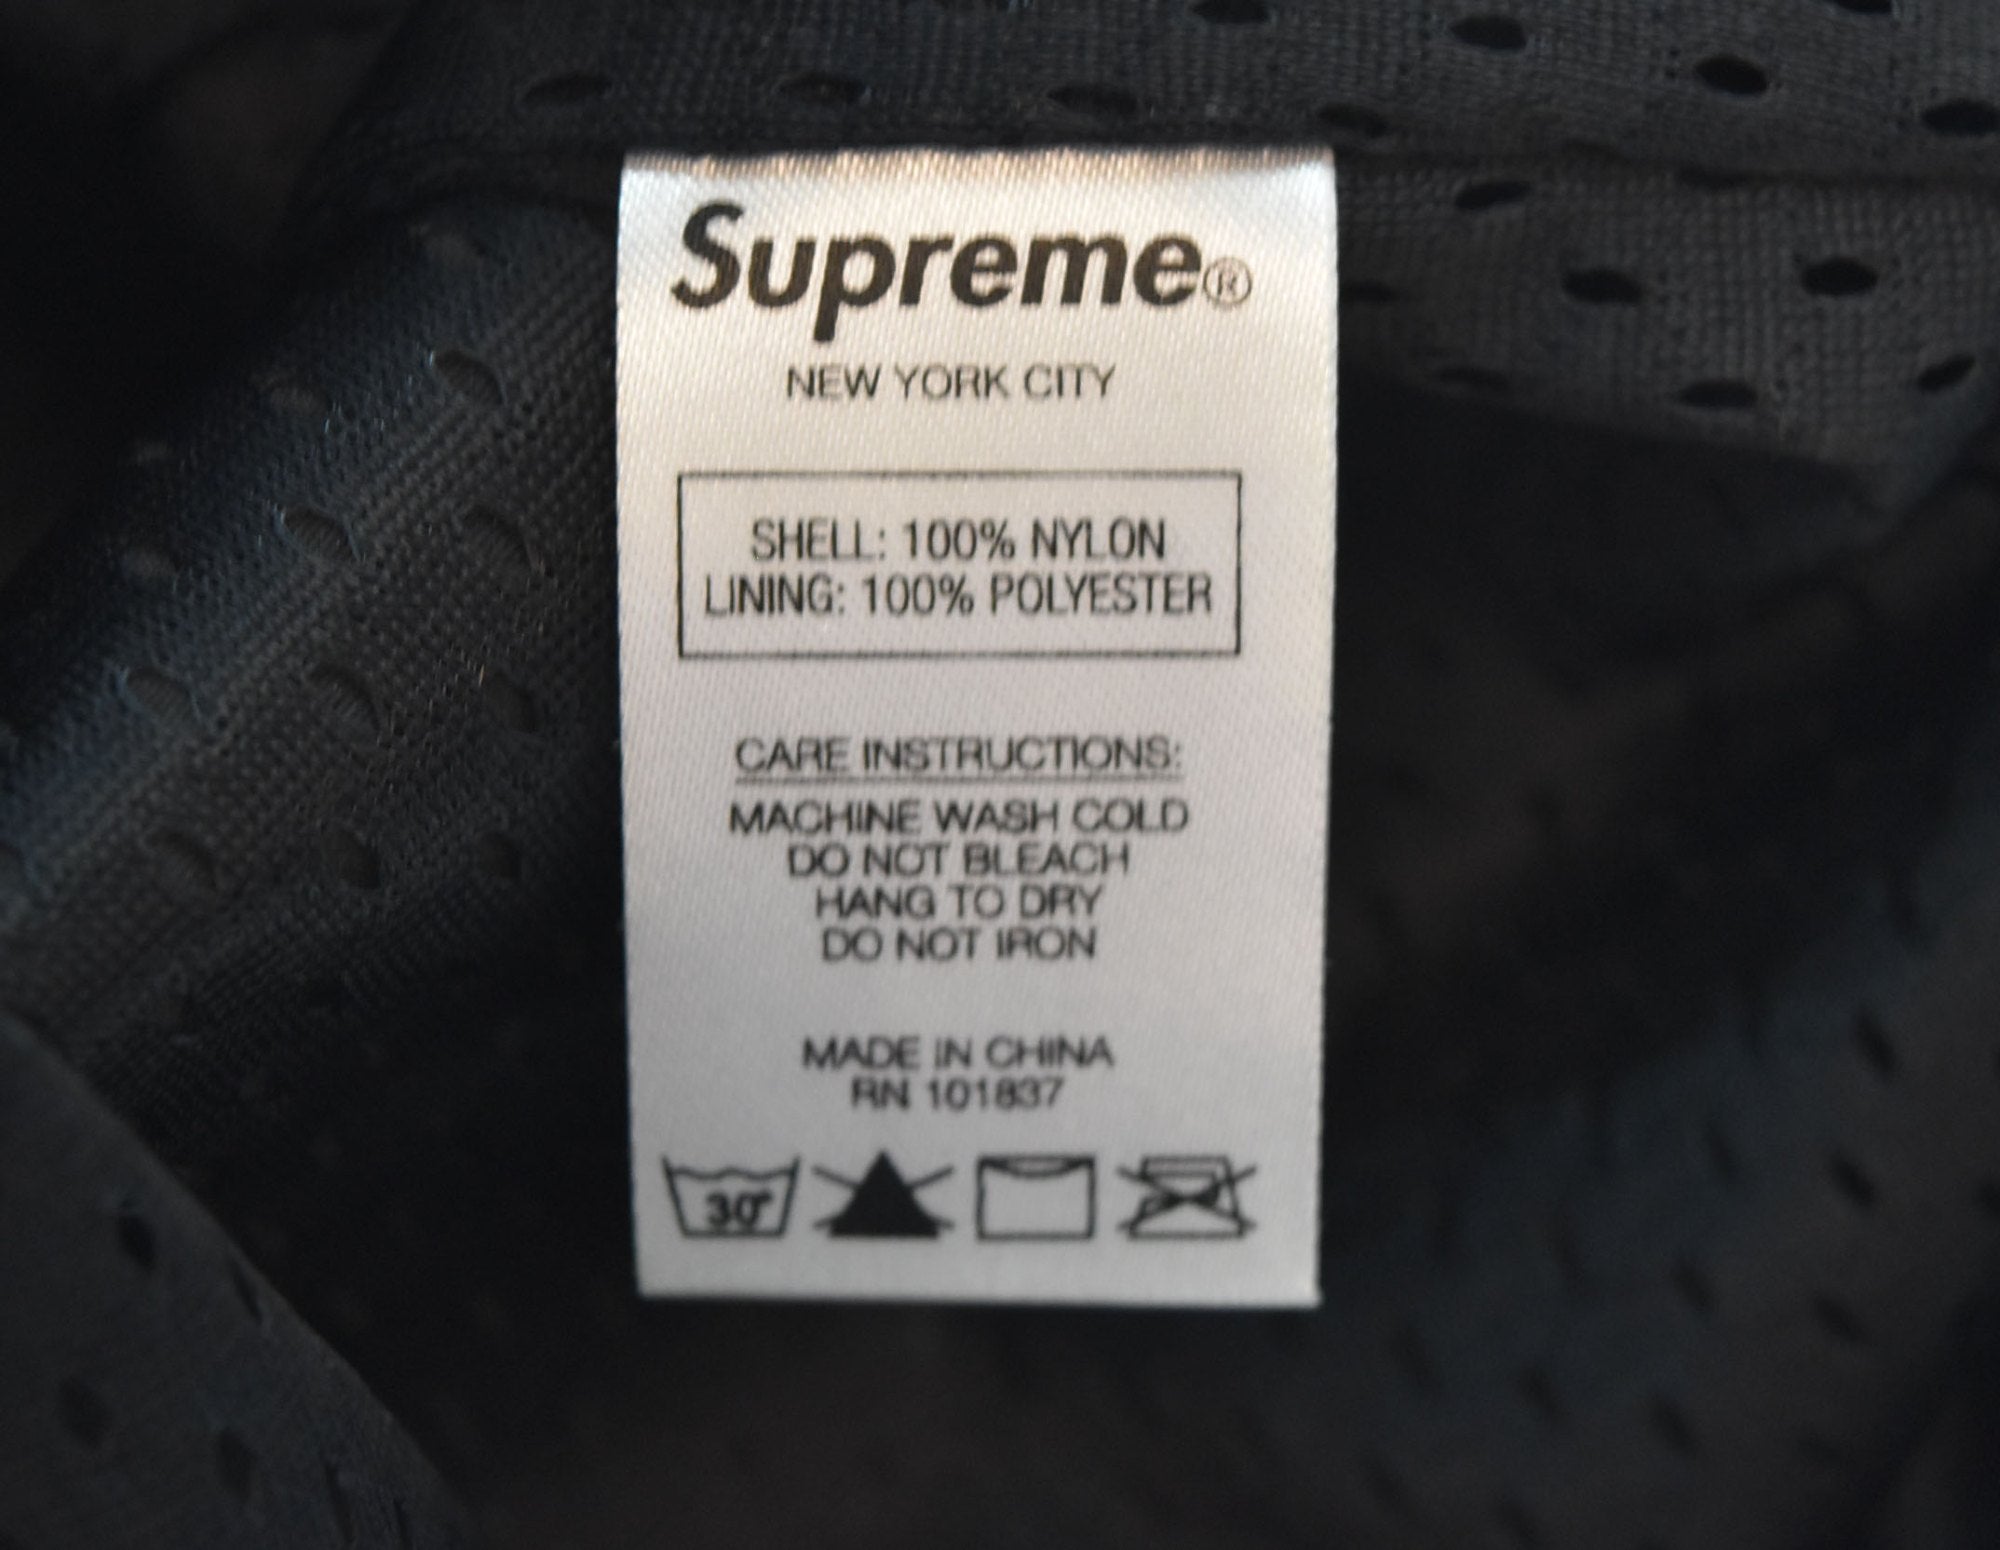 Supreme®
NEW YORK CITY
SHELL: 100% NYLON
LINING: 100% POLYESTER
CARE INSTRUCTIONS:
MACHINE WASH COLD
DO NOT BLEACH
HANG TO DRY
DO NOT IRON
MADE IN CHINA
RN 101837
30°